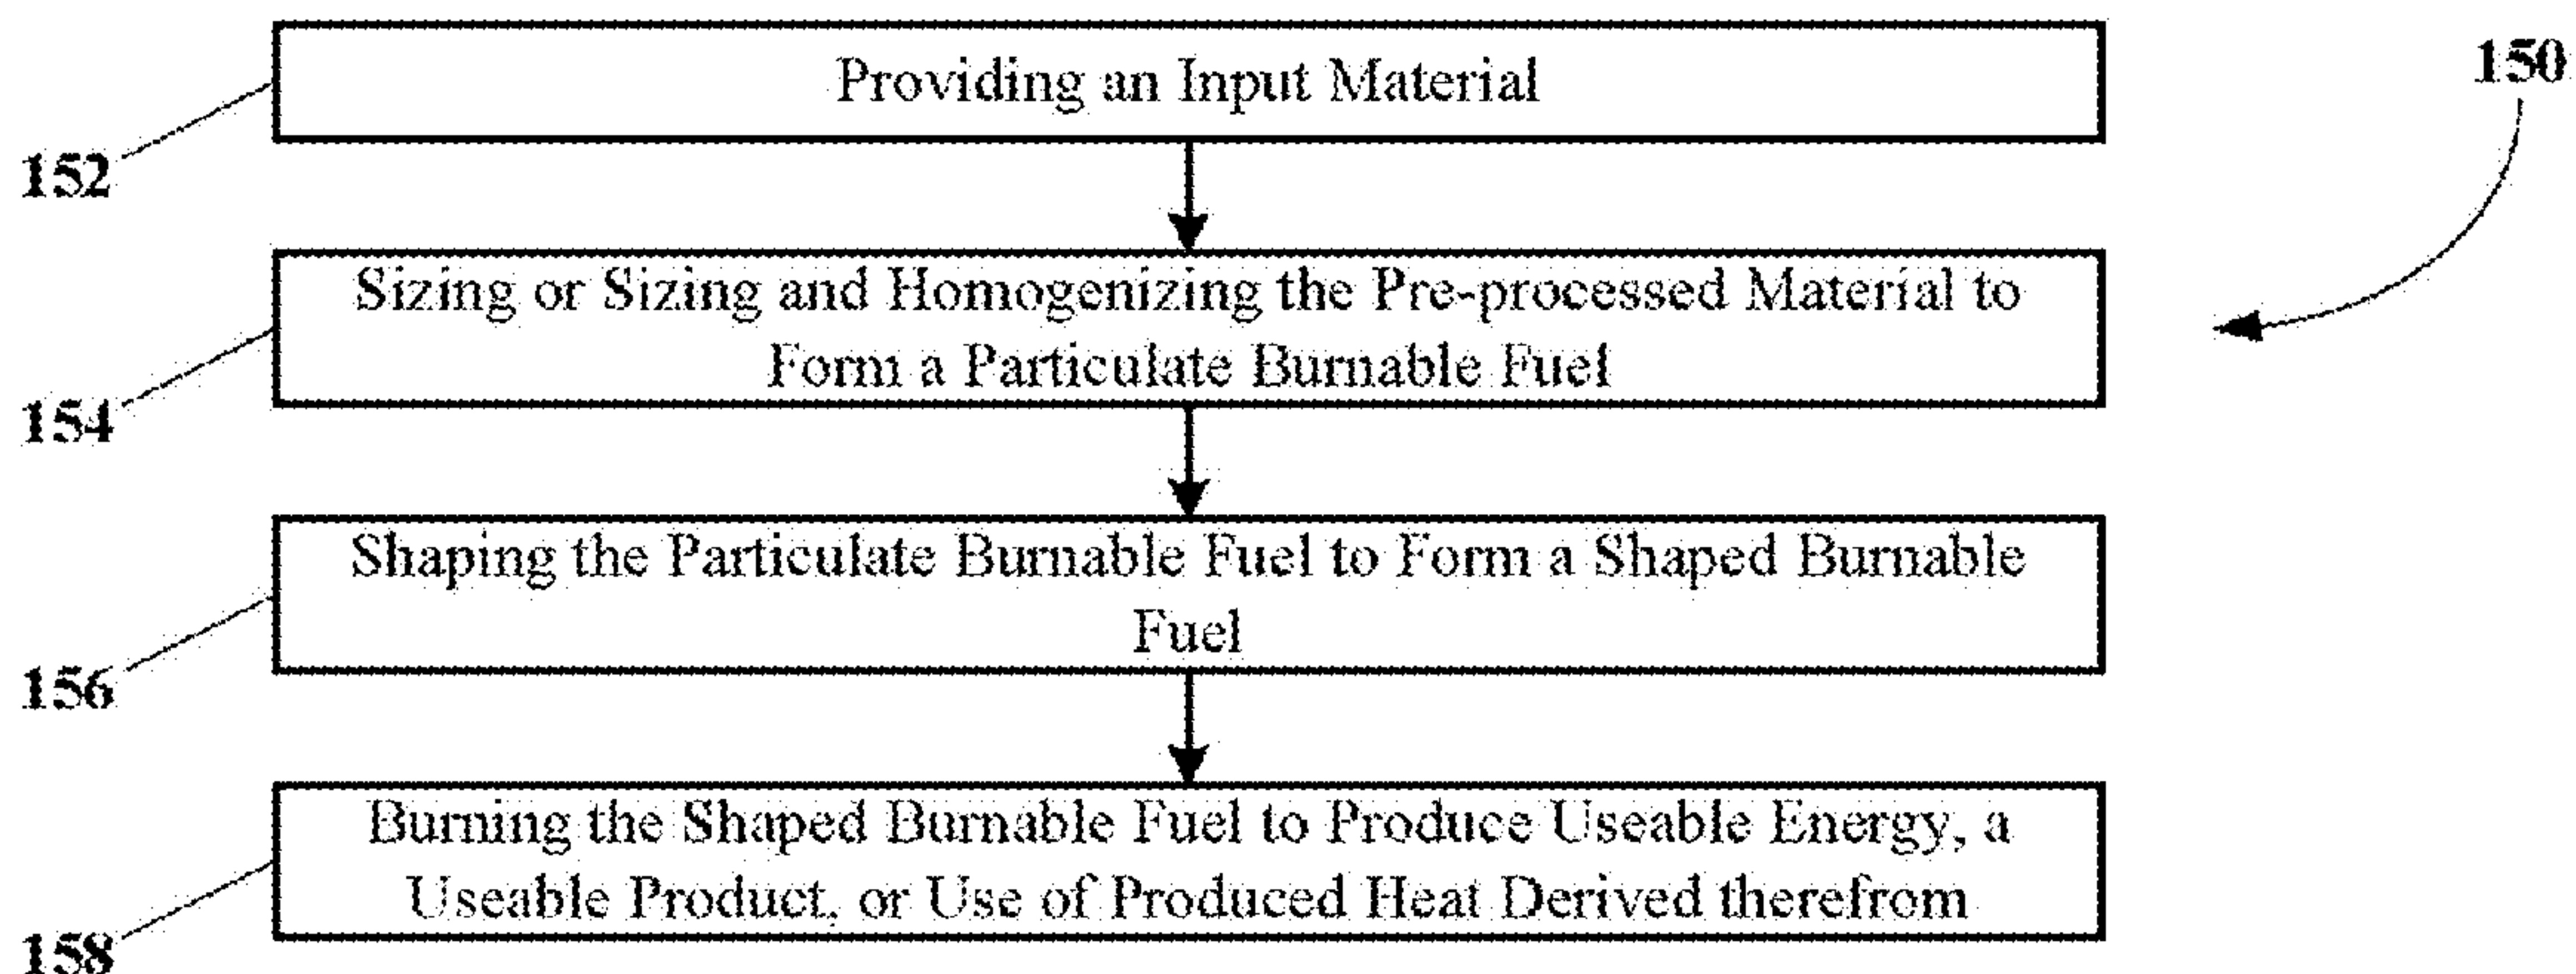 Providing an Input Material
150
152
Sizing or Sizing and Homogenizing the Pre-processed Material to
Form a Particulate Burnable Fuel
154
Shaping the Particulate Burnable Fuel to Form a Shaped Burnable
Fuel
156
Burning the Shaped Burnable Fuel to Produce Useable Energy, a
Useable Product, or Use of Produced Heat Derived therefrom
158